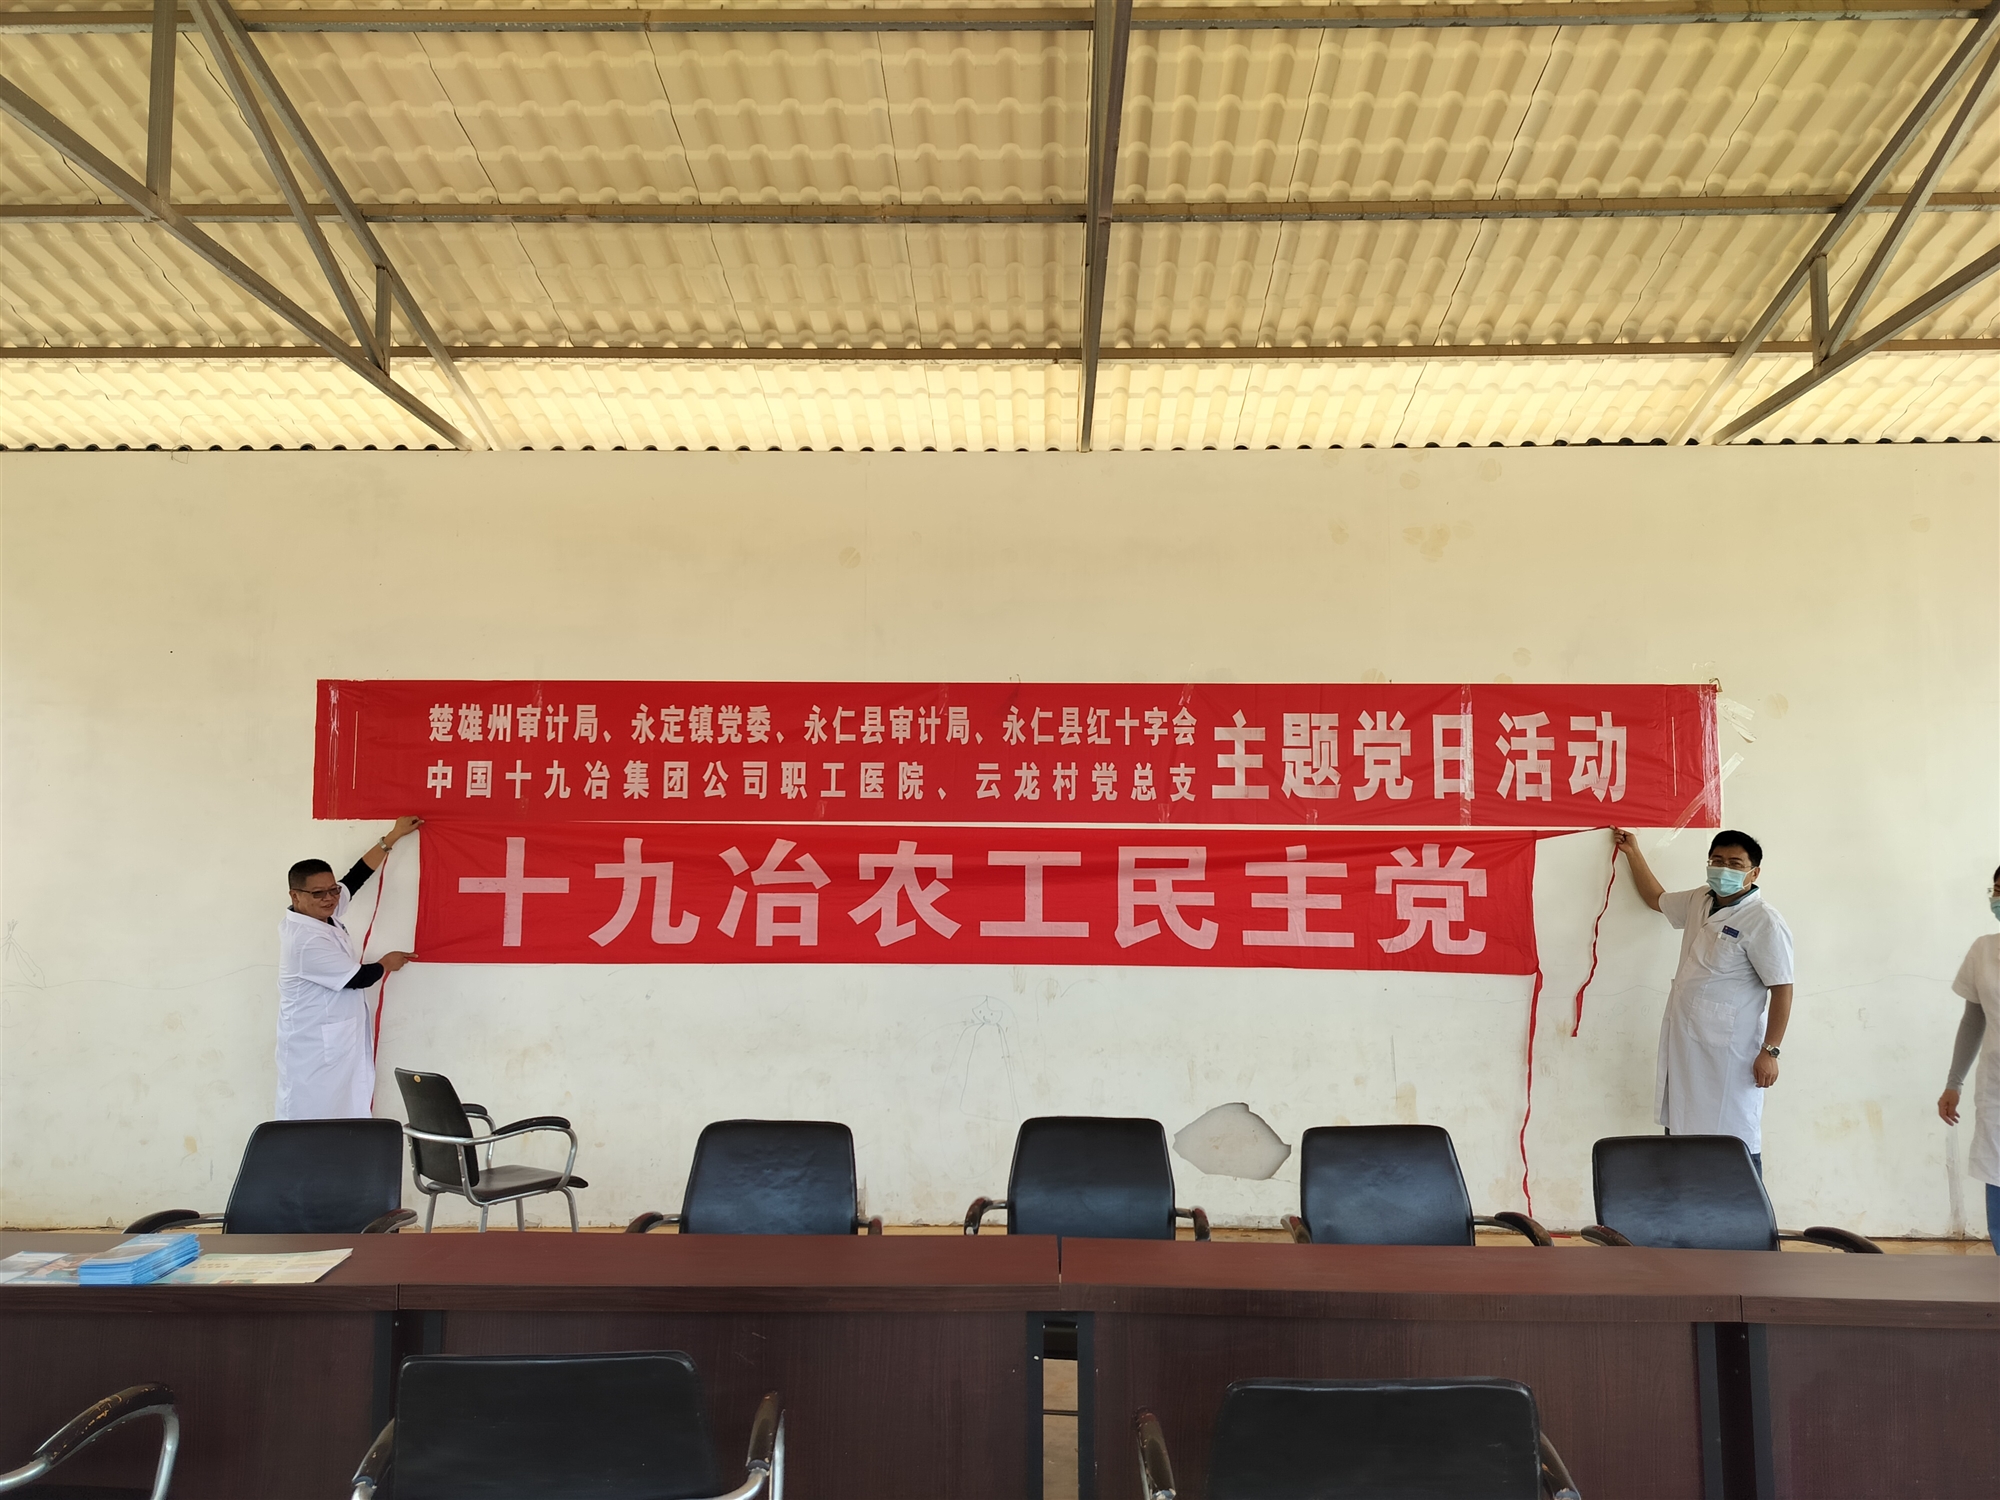 楚雄州审计局、永定镇党委、永仁县审计局、永仁县红十字会
中国十九冶集团公司职工医院、云龙村党总支
主题党日活动
十九冶农工民主党